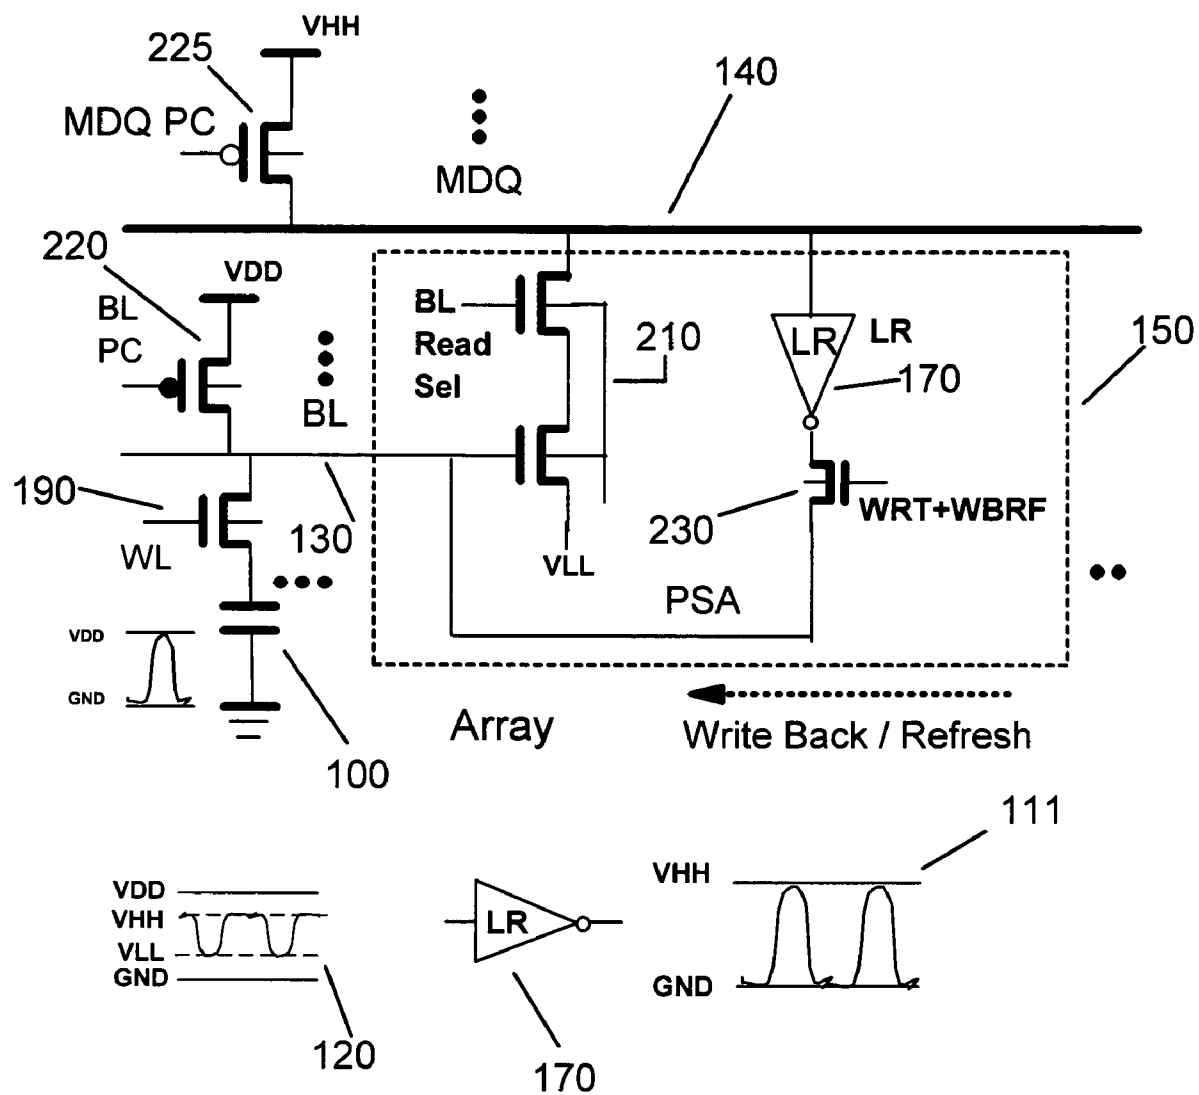 VHH
225
140
MDQ PC
MDQ
220
VDD
BL
PC
BL
BL
Read
Sel
210
LR
LR
170
150
190
WL
130
VLL
230
WRT+WBRF
PSA
VDD
GND
100
Array
Write Back / Refresh
111
VDD
VHH
VLL
GND
120
LR
170
VHH
GND